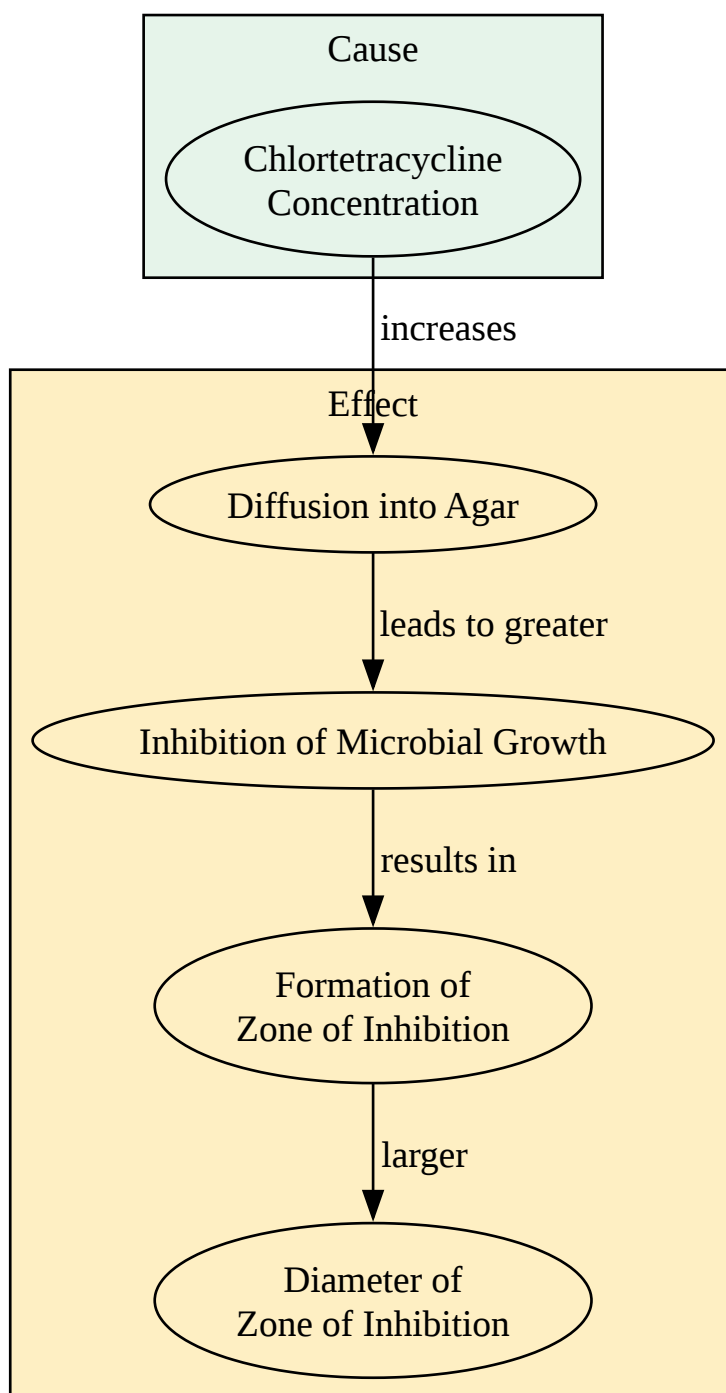 Cause
Chlortetracycline
Concentration
increases
Effect
Diffusion into Agar
leads to greater
Inhibition of Microbial Growth
results in
Formation of
Zone of Inhibition
larger
Diameter of
Zone of Inhibition